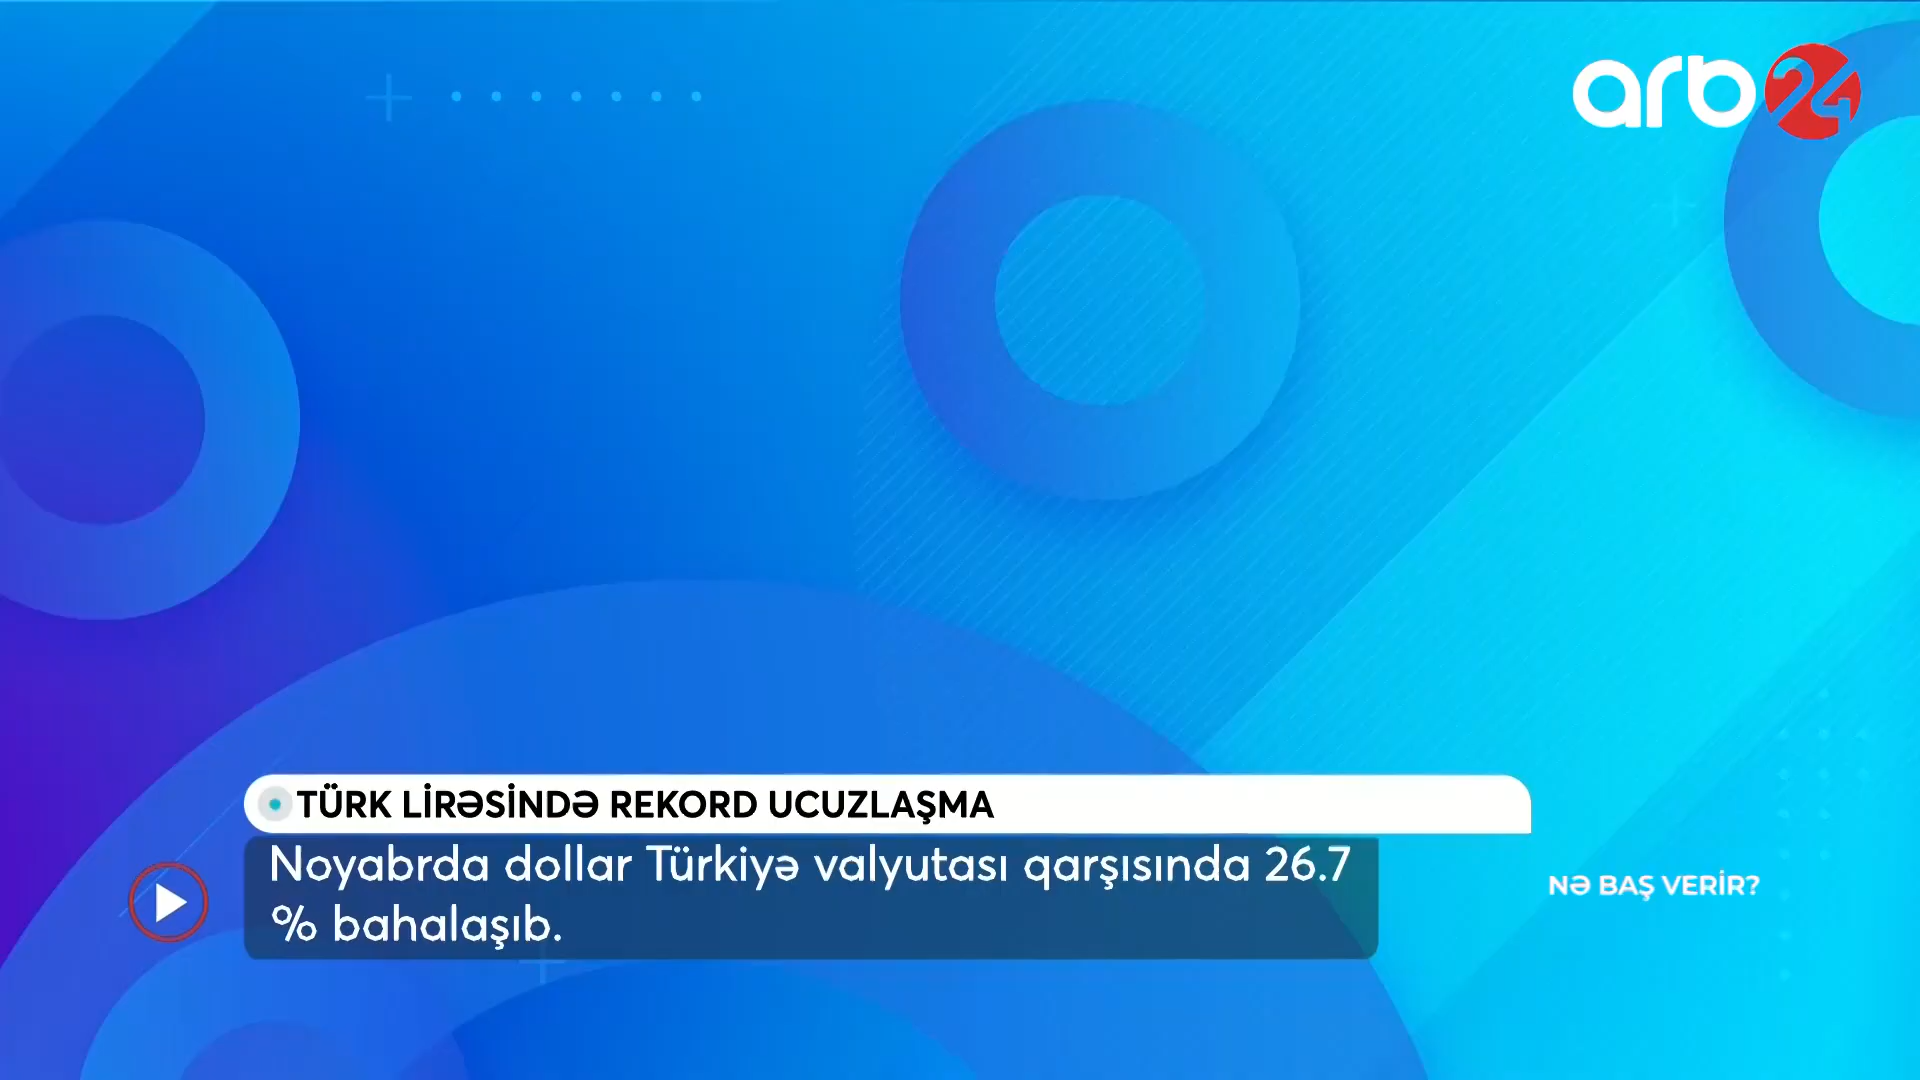 arb24
TÜRK LİRƏSİNDƏ REKORD UCUZLAŞMA
Noyabrda dollar Türkiyə valyutası qarşısında 26.7
% bahalaşıb.
NƏ BAŞ VERİR?